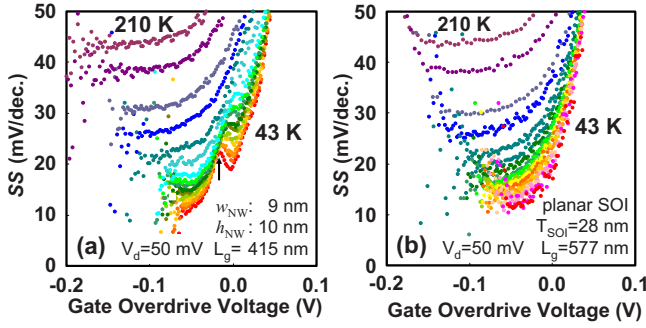 50
40
30
20
10
0
SS (mV/dec.)
210 K
43 K
wNW: 9 nm
hNW: 10 nm
(a) Vd=50 mV Lg= 415 nm
-0.2 -0.1 0.0 0.1
Gate Overdrive Voltage (V)
50
40
30
20
10
0
SS (mV/dec.)
210 K
43 K
planar SOI
TSOI=28 nm
(b) Vd=50 mV Lg=577 nm
-0.2 -0.1 0 0.1
Gate Overdrive Voltage (V)